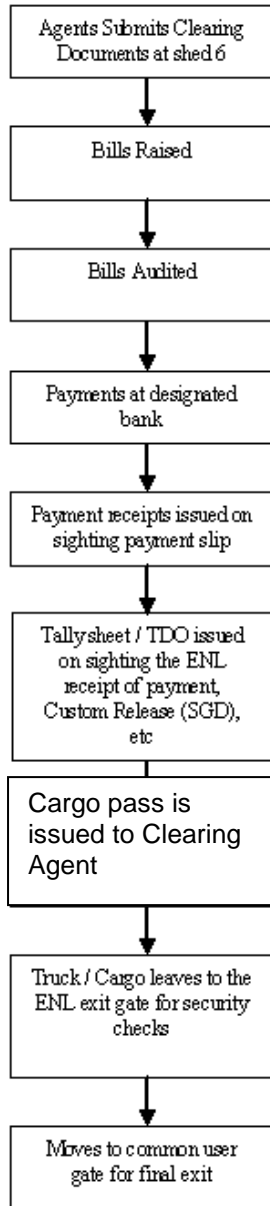 Agents Submits Clearing
Documents at shed 6
Bills Raised
Bills Audited
Payments at designated
bank
Payment receipts issued on
sighting payment slip
Tallysheet / TDO issued
on sighting the ENL
receipt of payment,
Custom Release (SGD),
etc
Cargo pass is
issued to Clearing
Agent
Truck / Cargo leaves to the
ENL exit gate for security
checks
Moves to common user
gate for final exit